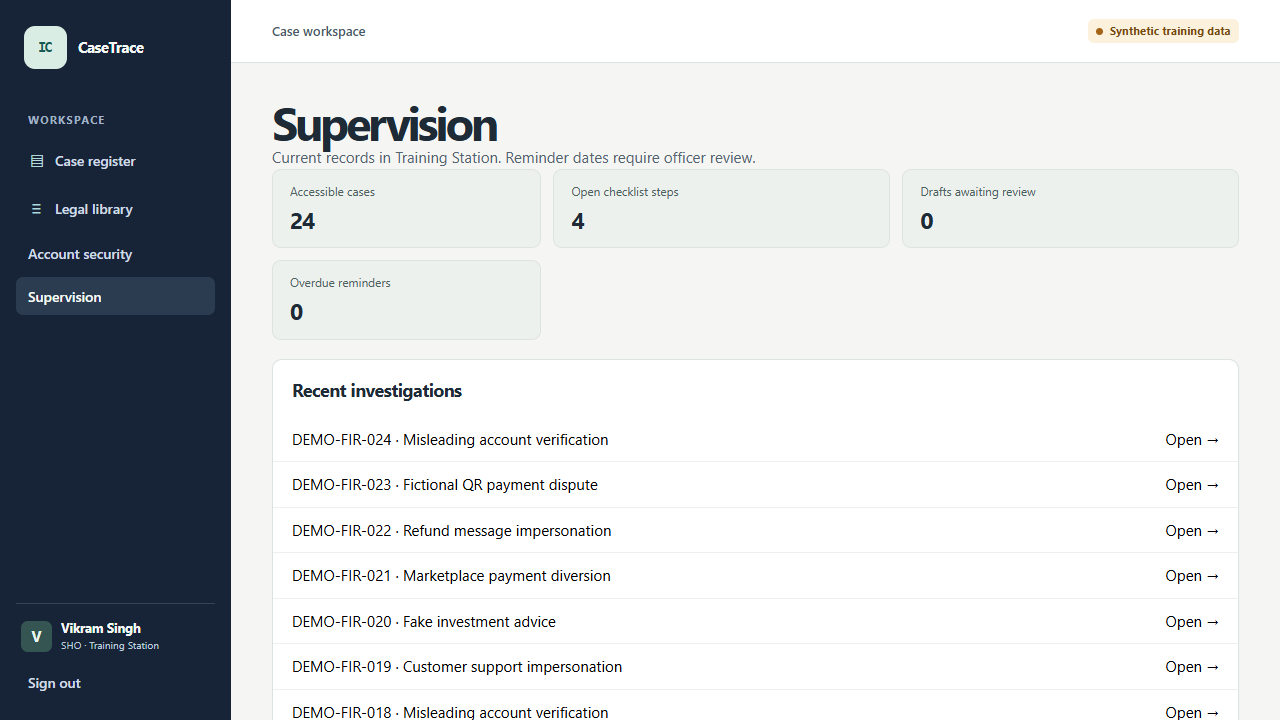 IC
CaseTrace
WORKSPACE
Case register
Legal library
Account security
Supervision
Vikram Singh
V
SHO · Training Station
Sign out
Case workspace
Synthetic training data
Supervision
Current records in Training Station. Reminder dates require officer review.
Accessible cases
24
Open checklist steps
4
Drafts awaiting review
0
Overdue reminders
0
Recent investigations
DEMO-FIR-024 · Misleading account verification Open →
DEMO-FIR-023 · Fictional QR payment dispute Open →
DEMO-FIR-022 · Refund message impersonation Open →
DEMO-FIR-021 · Marketplace payment diversion Open →
DEMO-FIR-020 · Fake investment advice Open →
DEMO-FIR-019 · Customer support impersonation Open →
DEMO-FIR-018 · Misleading account verification Open →